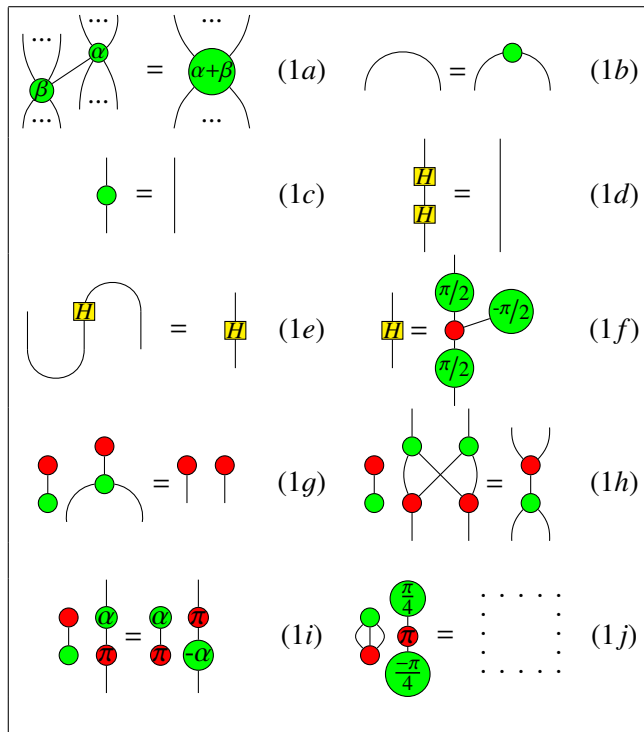 ... ... α β = α+β ... ... ... ... (1a) = (1b)
= (1c) H H = (1d)
H = H (1e) H = π/2 -π/2 π/2 (1f)
= (1g) = (1h)
α π = α π π -α (1i) π/4 π -π/4 = (1j)